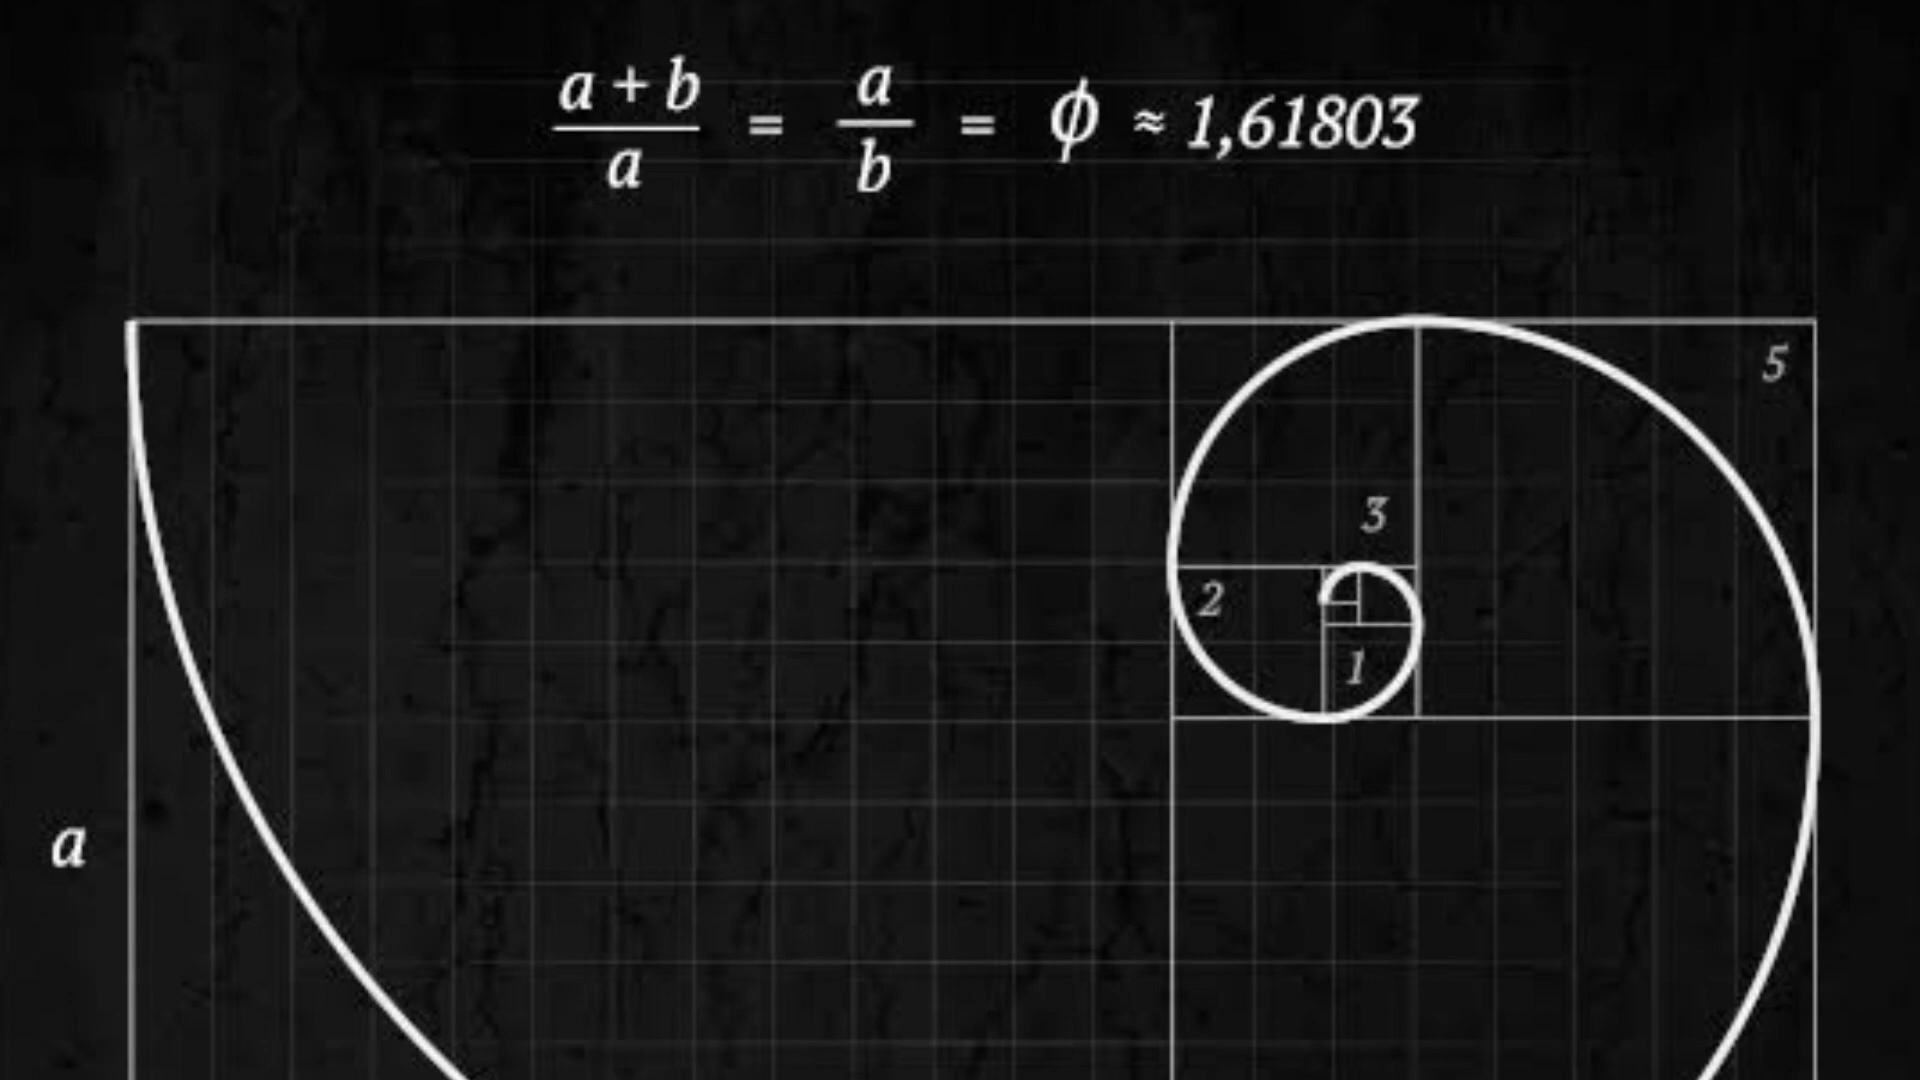 (a + b)/a = a/b = ϕ ≈ 1,61803
5
3
2
1
a